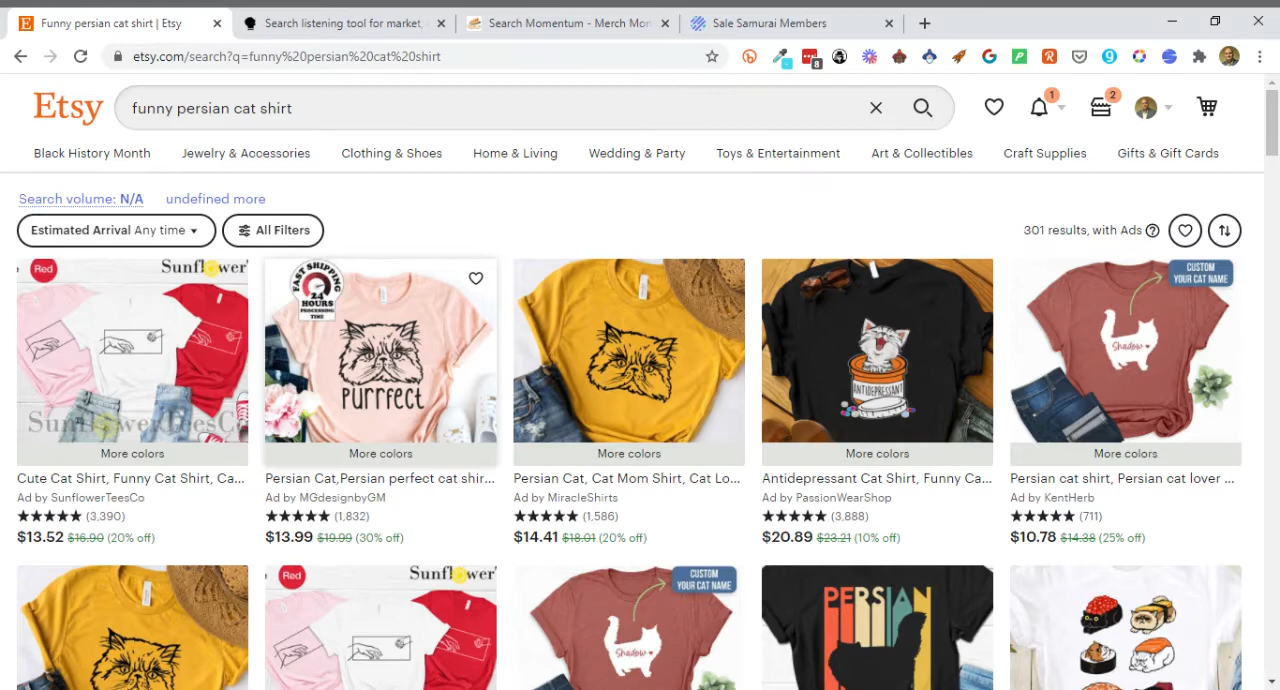 Funny persian cat shirt | Etsy
Search listening tool for market,
Search Momentum - Merch Mom
Sale Samurai Members
etsy.com/search?q=funny%20persian%20cat%20shirt
8
Etsy
funny persian cat shirt
1
2
Black History Month
Jewelry & Accessories
Clothing & Shoes
Home & Living
Wedding & Party
Toys & Entertainment
Art & Collectibles
Craft Supplies
Gifts & Gift Cards
Search volume: N/A
undefined more
Estimated Arrival Any time
All Filters
301 results, with Ads
Red
Sunflower
SunflowerTeesCo
More colors
Cute Cat Shirt, Funny Cat Shirt, Ca...
Ad by SunflowerTeesCo
(3,390)
$13.52 $16.90 (20% off)
FAST SHIPPING
24
HOURS
PROCESSING
TIME
PURRFECT
More colors
Persian Cat,Persian perfect cat shir...
Ad by MGdesignbyGM
(1,832)
$13.99 $19.99 (30% off)
More colors
Persian Cat, Cat Mom Shirt, Cat Lo...
Ad by MiracleShirts
(1,586)
$14.41 $18.01 (20% off)
ANTIDEPRESSANT
More colors
Antidepressant Cat Shirt, Funny Ca...
Ad by PassionWearShop
(3,888)
$20.89 $23.21 (10% off)
CUSTOM
YOUR CAT NAME
Shadow
More colors
Persian cat shirt, Persian cat lover ...
Ad by KentHerb
(711)
$10.78 $14.38 (25% off)
Red
Sunflower
CUSTOM
YOUR CAT NAME
Shadow
PERSIAN